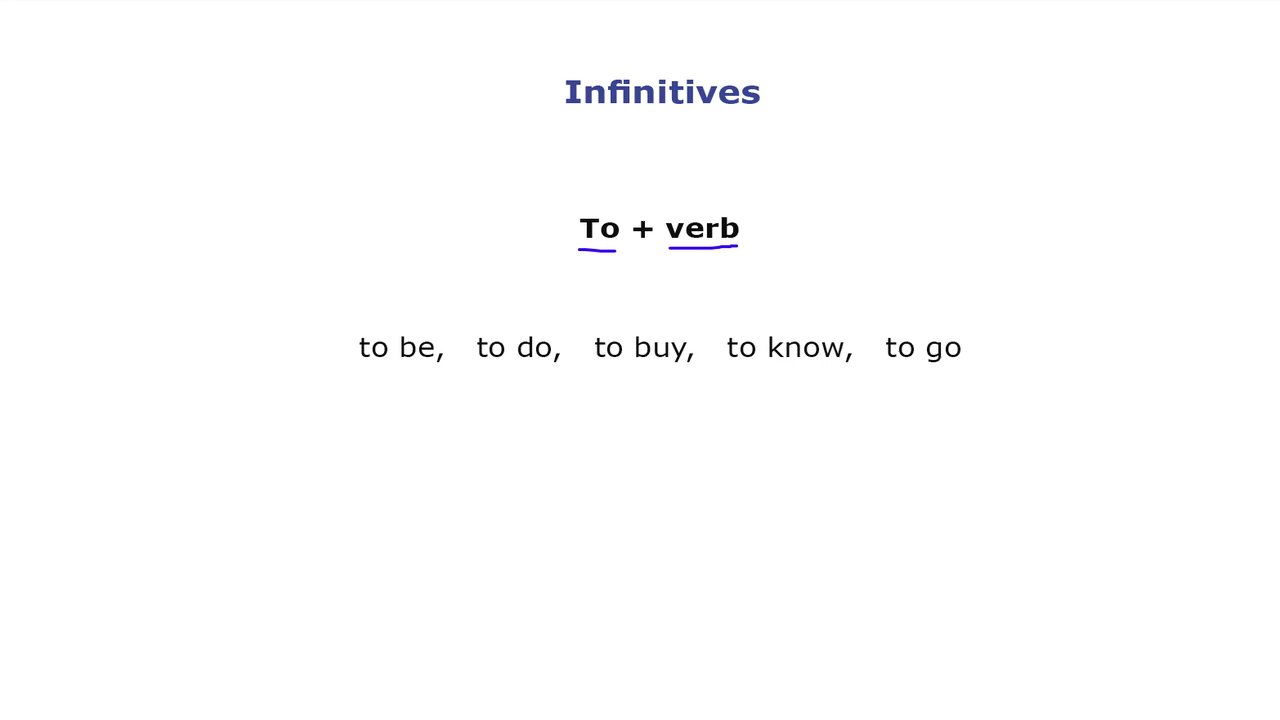 Infinitives
To + verb
to be, to do, to buy, to know, to go